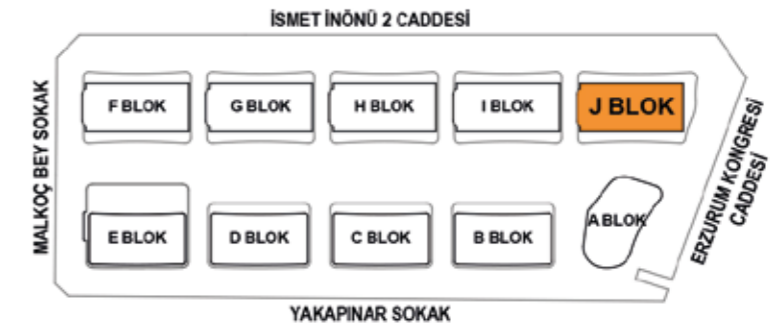 İSMET İNÖNÜ 2 CADDESİ
MALKOÇ BEY SOKAK
F BLOK
G BLOK
H BLOK
I BLOK
J BLOK
ERZURUM KONGRESİ
CADDESİ
E BLOK
D BLOK
C BLOK
B BLOK
A BLOK
YAKAPINAR SOKAK